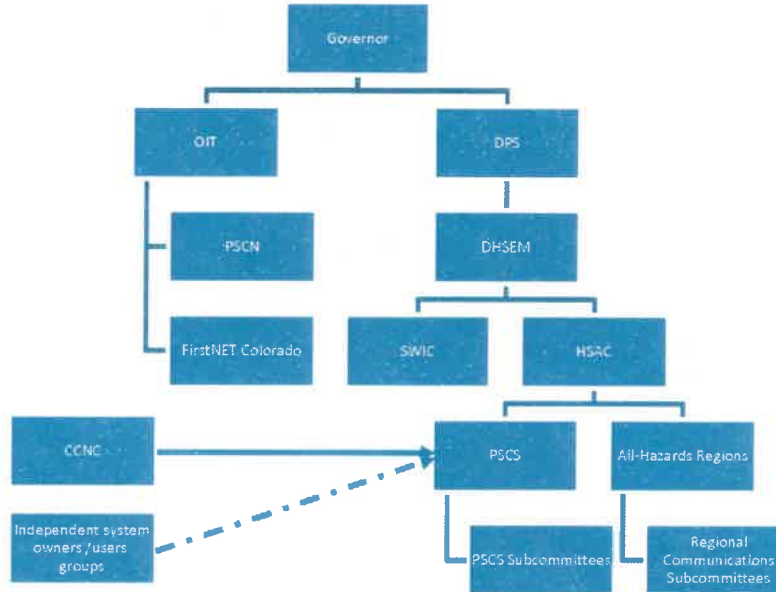 Governor
OIT
DPS
PSCN
DHSEM
FirstNET Colorado
SWIC
HSAC
CCNC
PSCS
All-Hazards Regions
Independent system
owners /users
groups
PSCS Subcommittees
Regional
Communications
Subcommittees